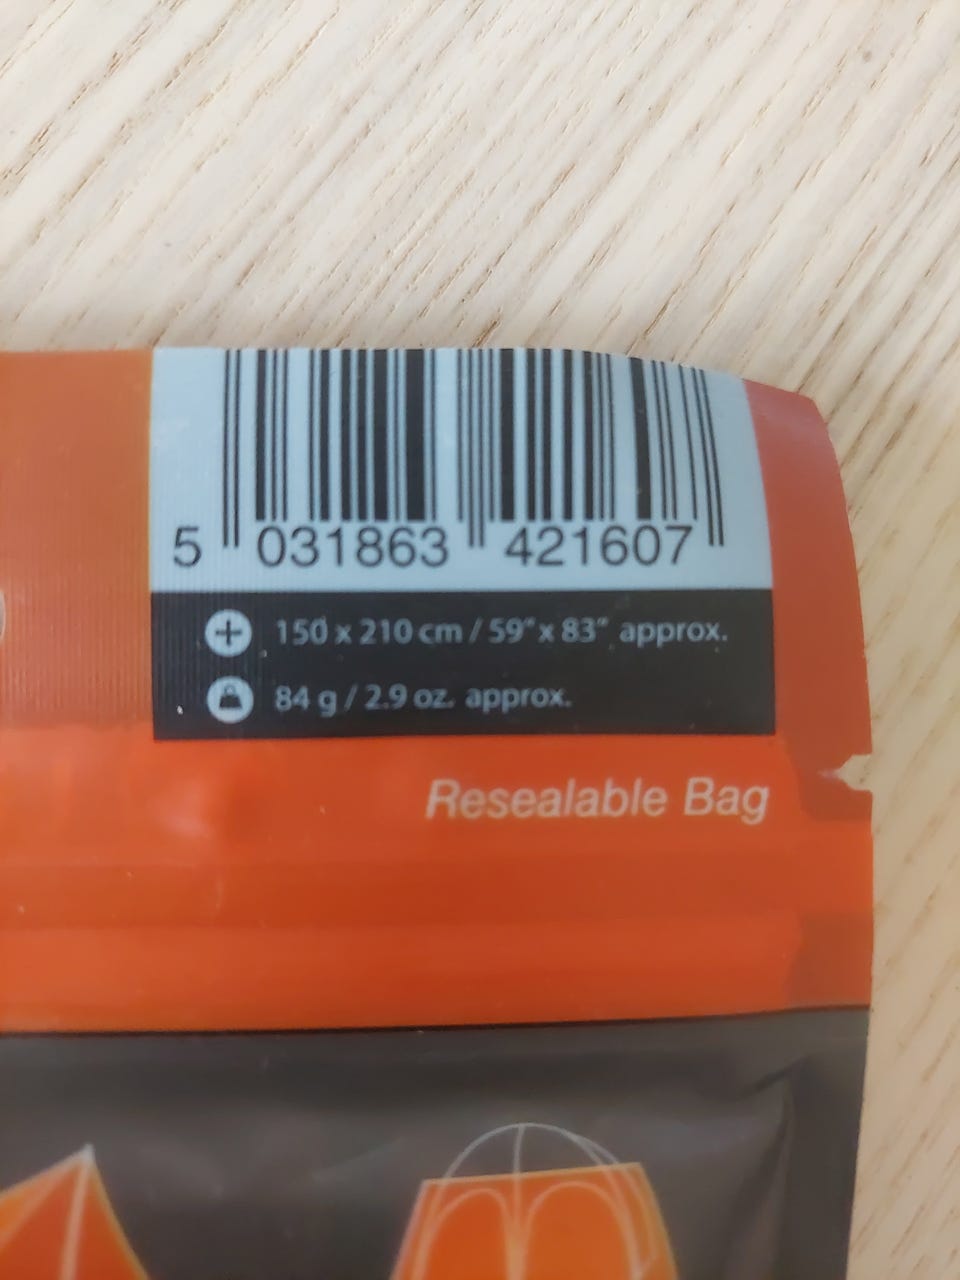 5 031863 421607
150 x 210 cm / 59" x 83" approx.
84 g / 2.9 oz. approx.
Resealable Bag